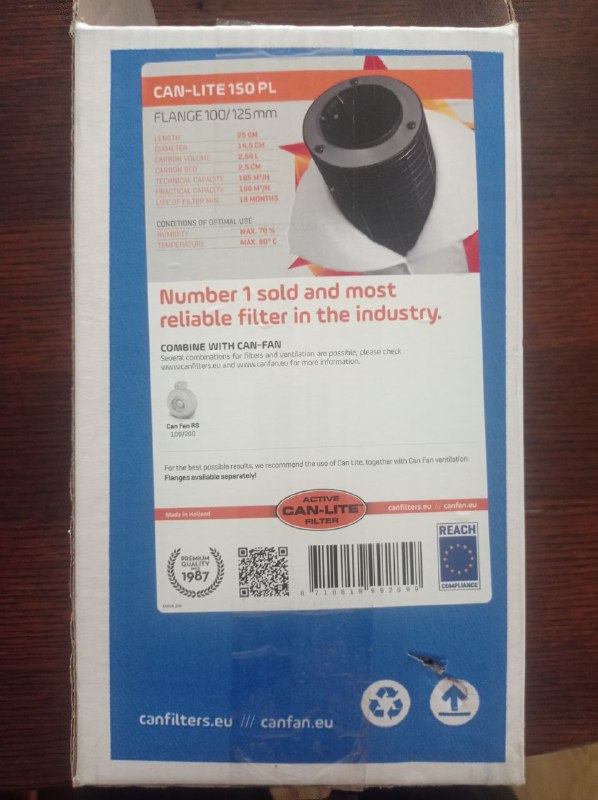 CAN-LITE 150 PL
FLANGE 100/125 mm
LENGTH 25 CM
DIAMETER 14,5 CM
CARBON VOLUME 2,54 L
CARBON BED 2,5 CM
TECHNICAL CAPACITY 165 M³/H
PRACTICAL CAPACITY 150 M³/H
LIFE OF FILTER MIN. 18 MONTHS
CONDITIONS OF OPTIMAL USE
HUMIDITY MAX. 70 %
TEMPERATURE MAX. 80° C
Number 1 sold and most
reliable filter in the industry.
COMBINE WITH CAN-FAN
Several combinations for filters and ventilation are possible, please check
www.canfilters.eu and www.canfan.eu for more information.
Can Fan RS
100/200
For the best possible results, we recommend the use of Can Lite, together with Can Fan ventilation.
Flanges available separately!
Made in Holland
ACTIVE
CAN-LITE™
FILTER
canfilters.eu /// canfan.eu
PREMIUM
QUALITY
SINCE
1987
REACH
COMPLIANCE
canfilters.eu /// canfan.eu